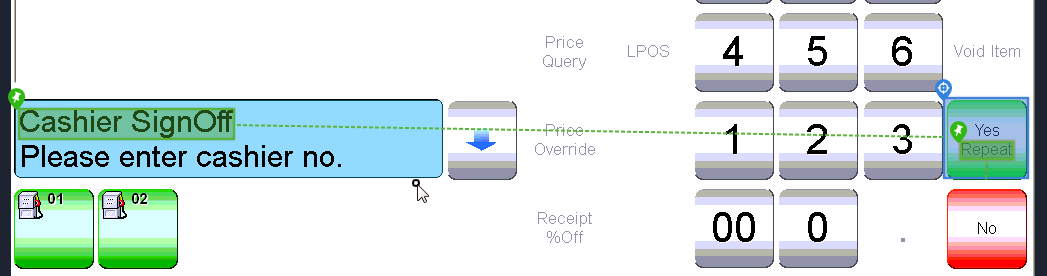 Price
Query
LPOS
4
5
6
Void Item
Cashier SignOff
Please enter cashier no.
Price
Override
1
2
3
Yes
Repeat
01
02
Receipt
%Off
00
0
.
No